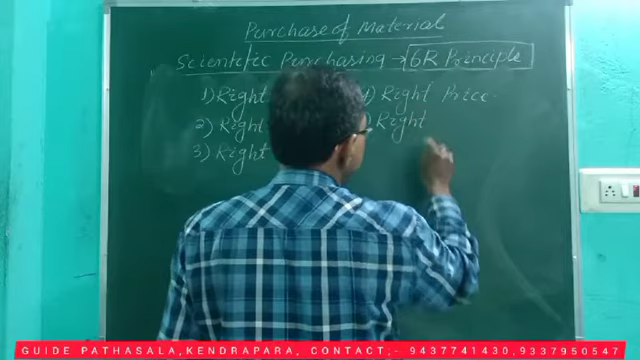 Purchase of Material
Scientific Purchasing → 6R Principle
1) Right
4) Right Price.
2) Right
Right
3) Right
GUIDE PATHASALA,KENDRAPARA, CONTACT,- 9437741430,9337950547